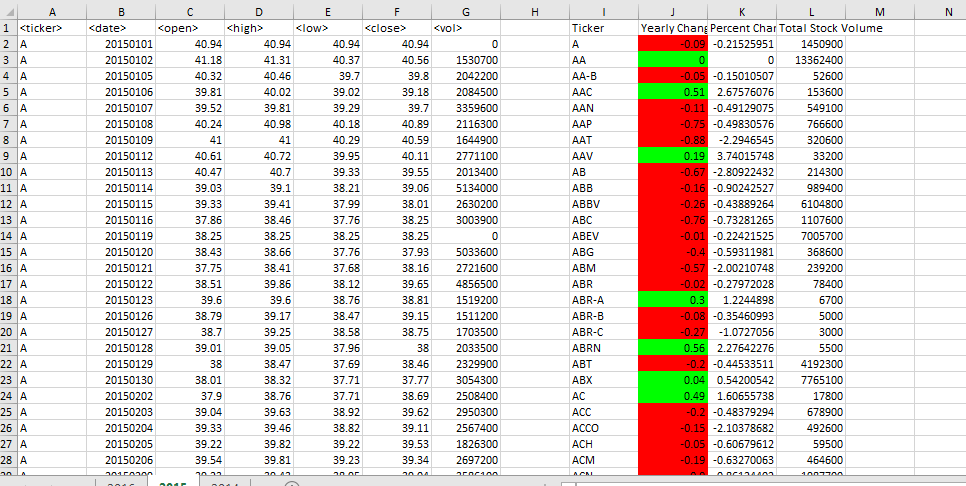 A B C D E F G H I J K L M N
1 <ticker> <date> <open> <high> <low> <close> <vol> Ticker Yearly Chang Percent Char Total Stock Volume
2 A 20150101 40.94 40.94 40.94 40.94 0 A -0.09 -0.21525951 1450900
3 A 20150102 41.18 41.31 40.37 40.56 1530700 AA 0 0 13362400
4 A 20150105 40.32 40.46 39.7 39.8 2042200 AA-B -0.05 -0.15010507 52600
5 A 20150106 39.81 40.02 39.02 39.18 2084500 AAC 0.51 2.67576076 153600
6 A 20150107 39.52 39.81 39.29 39.7 3359600 AAN -0.11 -0.49129075 549100
7 A 20150108 40.24 40.98 40.18 40.89 2116300 AAP -0.75 -0.49830576 766600
8 A 20150109 41 41 40.29 40.59 1644900 AAT -0.88 -2.2946545 320600
9 A 20150112 40.61 40.72 39.95 40.11 2771100 AAV 0.19 3.74015748 33200
10 A 20150113 40.47 40.7 39.33 39.55 2013400 AB -0.67 -2.80922432 214300
11 A 20150114 39.03 39.1 38.21 39.06 5134000 ABB -0.16 -0.90242527 989400
12 A 20150115 39.33 39.41 37.99 38.01 2630200 ABBV -0.26 -0.43889264 6104800
13 A 20150116 37.86 38.46 37.76 38.25 3003900 ABC -0.76 -0.73281265 1107600
14 A 20150119 38.25 38.25 38.25 38.25 0 ABEV -0.01 -0.22421525 7005700
15 A 20150120 38.43 38.66 37.76 37.93 5033600 ABG -0.4 -0.59311981 368600
16 A 20150121 37.75 38.41 37.68 38.16 2721600 ABM -0.57 -2.00210748 239200
17 A 20150122 38.51 39.86 38.12 39.65 4856500 ABR -0.02 -0.27972028 78400
18 A 20150123 39.6 39.6 38.76 38.81 1519200 ABR-A 0.3 1.2244898 6700
19 A 20150126 38.79 39.17 38.47 39.15 1511200 ABR-B -0.08 -0.35460993 5000
20 A 20150127 38.7 39.25 38.58 38.75 1703500 ABR-C -0.27 -1.0727056 3000
21 A 20150128 39.01 39.05 37.96 38 2033500 ABRN 0.56 2.27642276 5500
22 A 20150129 38 38.47 37.69 38.46 2329900 ABT -0.2 -0.44533511 4192300
23 A 20150130 38.01 38.32 37.71 37.77 3054300 ABX 0.04 0.54200542 7765100
24 A 20150202 37.9 38.76 37.71 38.69 2508400 AC 0.49 1.60655738 17800
25 A 20150203 39.04 39.63 38.92 39.62 2950300 ACC -0.2 -0.48379294 678900
26 A 20150204 39.33 39.46 38.82 39.11 2567400 ACCO -0.15 -2.10378682 492600
27 A 20150205 39.22 39.82 39.22 39.53 1826300 ACH -0.05 -0.60679612 59500
28 A 20150206 39.54 39.81 39.23 39.34 2697200 ACM -0.19 -0.63270063 464600
2016 2015 2014